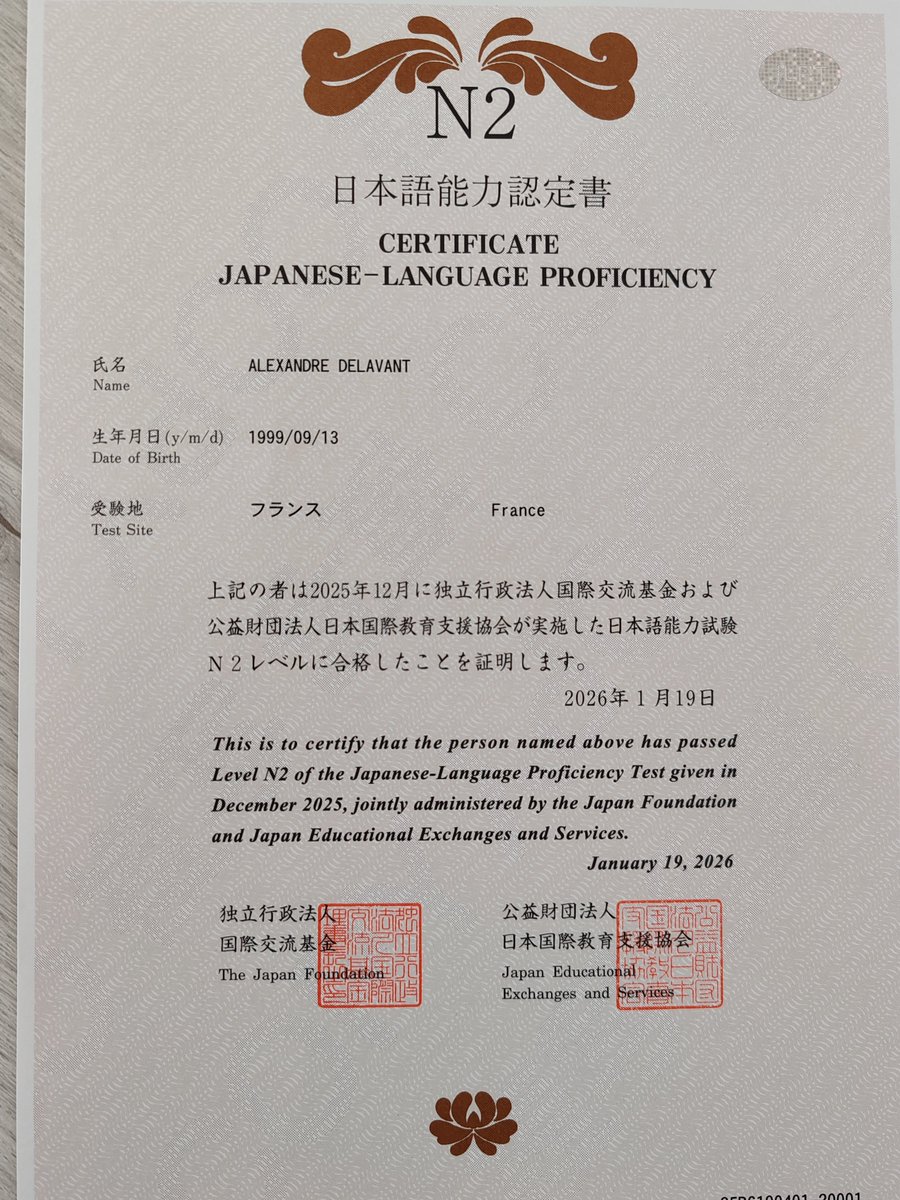 N2
日本語能力認定書
CERTIFICATE
JAPANESE-LANGUAGE PROFICIENCY
氏名 ALEXANDRE DELAVANT
Name
生年月日(y/m/d) 1999/09/13
Date of Birth
受験地 フランス France
Test Site
上記の者は2025年12月に独立行政法人国際交流基金および
公益財団法人日本国際教育支援協会が実施した日本語能力試験
N2レベルに合格したことを証明します。
2026年1月19日
This is to certify that the person named above has passed
Level N2 of the Japanese-Language Proficiency Test given in
December 2025, jointly administered by the Japan Foundation
and Japan Educational Exchanges and Services.
January 19, 2026
独立行政法人
国際交流基金
The Japan Foundation
公益財団法人
日本国際教育支援協会
Japan Educational
Exchanges and Services